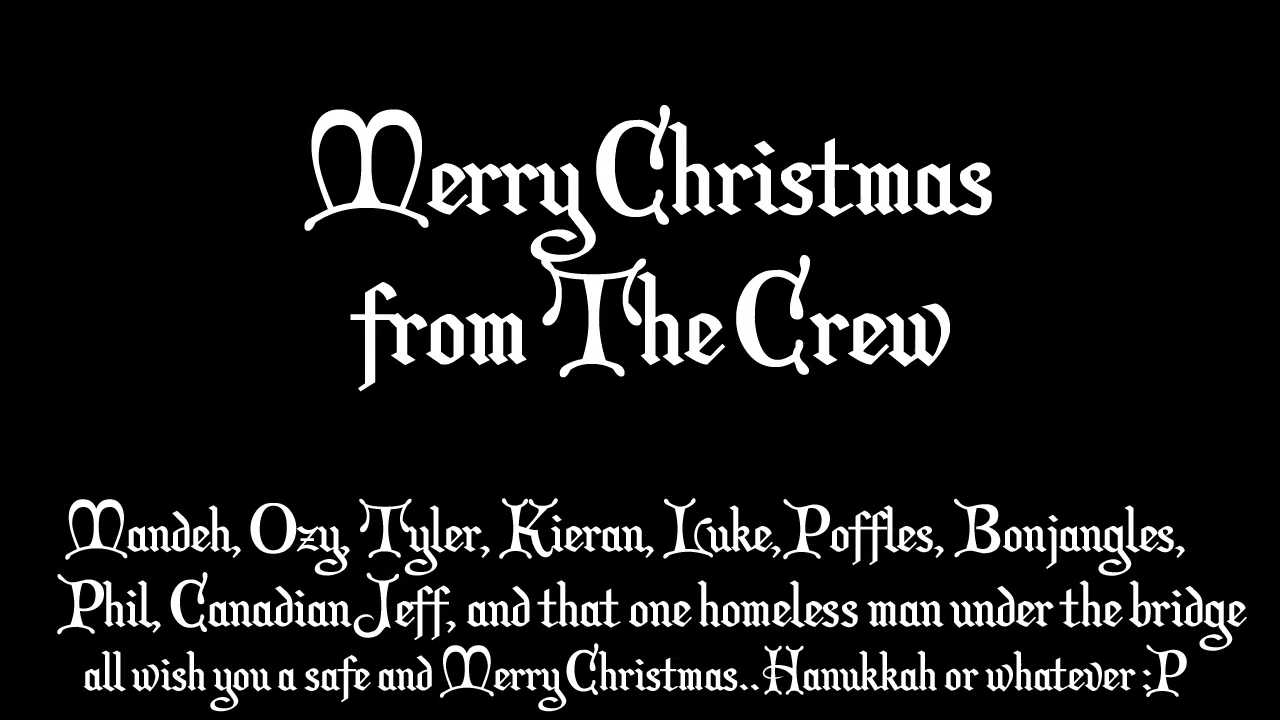 Merry Christmas
from The Crew
Mandeh, Ozy, Tyler, Kieran, Luke, Poffles, Bonjangles,
Phil, Canadian Jeff, and that one homeless man under the bridge
all wish you a safe and Merry Christmas.. Hanukkah or whatever :P